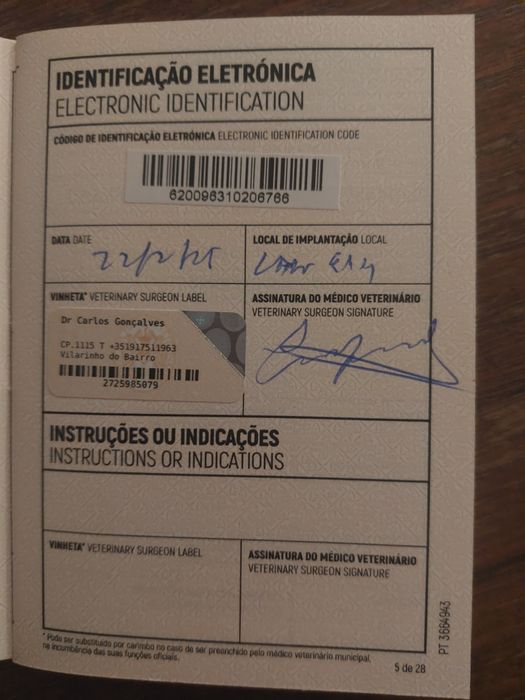 IDENTIFICAÇÃO ELETRÓNICA
ELECTRONIC IDENTIFICATION
CÓDIGO DE IDENTIFICAÇÃO ELETRÓNICA ELECTRONIC IDENTIFICATION CODE
620096310206766
DATA DATE
22/2/25
LOCAL DE IMPLANTAÇÃO LOCAL
VINHETA* VETERINARY SURGEON LABEL
Dr Carlos Gonçalves
CP.1115 T +351917511963
Vilarinho do Bairro
2725985079
ASSINATURA DO MÉDICO VETERINÁRIO
VETERINARY SURGEON SIGNATURE
INSTRUÇÕES OU INDICAÇÕES
INSTRUCTIONS OR INDICATIONS
VINHETA* VETERINARY SURGEON LABEL
ASSINATURA DO MÉDICO VETERINÁRIO
VETERINARY SURGEON SIGNATURE
* Pode ser substituído por carimbo no caso de ser preenchido pelo médico veterinário municipal,
na incumbência das suas funções oficiais.
5 de 28
PT 3664943